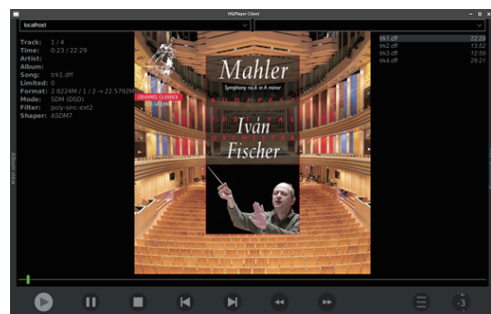 HQPlayer Client
localhost
Track: 1 / 4
Time: 0:23 / 22:29
Artist:
Album:
Song: trk1.dff
Limited: 0
Format: 2.8224M / 1 / 2 → 22.5792M
Mode: SDM (DSD)
Filter: poly-sinc-ext2
Shaper: ASDM7
trk1.dff 22:29
trk2.dff 13:52
trk3.dff 12:59
trk4.dff 29:21
CHANNEL CLASSICS
Mahler
Symphony no.6 in A minor
BUDAPEST
FESTIVAL
ORCHESTRA
Iván
Fischer
-3